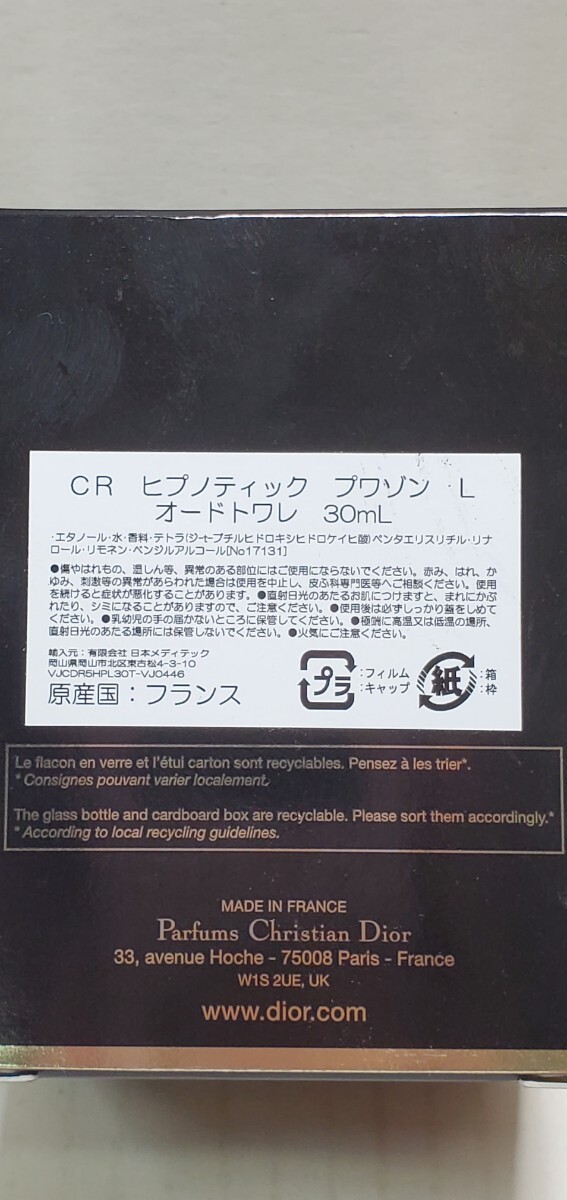 CR ヒプノティック プワゾン L
オードトワレ 30mL
・エタノール・水・香料・テトラ(ジ-t-ブチルヒドロキシヒドロケイヒ酸)ペンタエリスリチル・リナ
ロール・リモネン・ベンジルアルコール[No17131]
●傷やはれもの、湿しん等、異常のある部位にはご使用にならないでください。赤み、はれ、か
ゆみ、刺激等の異常があらわれた場合は使用を中止し、皮ふ科専門医等へご相談ください。使用
を続けると症状が悪化することがあります。●直射日光のあたるお肌につけますと、まれにかぶ
れたり、シミになることがありますので、ご注意ください。●使用後は必ずしっかり蓋をしめて
ください。●乳幼児の手の届かないところに保管してください。●極端に高温又は低温の場所、
直射日光のあたる場所には保管しないでください。●火気にご注意ください。
輸入元:有限会社 日本メディテック
岡山県岡山市北区東古松4-3-10
VJCDR5HPL30T-VJ0446
原産国:フランス
プラ
:フィルム
:キャップ
紙
:箱
:枠
Le flacon en verre et l'étui carton sont recyclables. Pensez à les trier*.
*Consignes pouvant varier localement.
The glass bottle and cardboard box are recyclable. Please sort them accordingly.*
*According to local recycling guidelines.
MADE IN FRANCE
Parfums Christian Dior
33, avenue Hoche - 75008 Paris - France
W1S 2UE, UK
www.dior.com